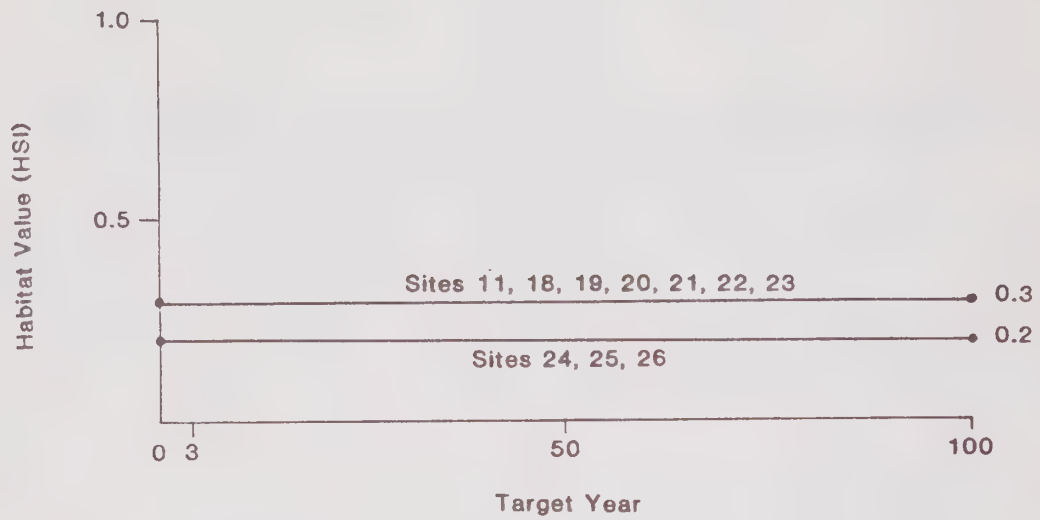 1.0
Habitat Value (HSI)
0.5
Sites 11, 18, 19, 20, 21, 22, 23
0.3
0.2
Sites 24, 25, 26
0 3
50
100
Target Year